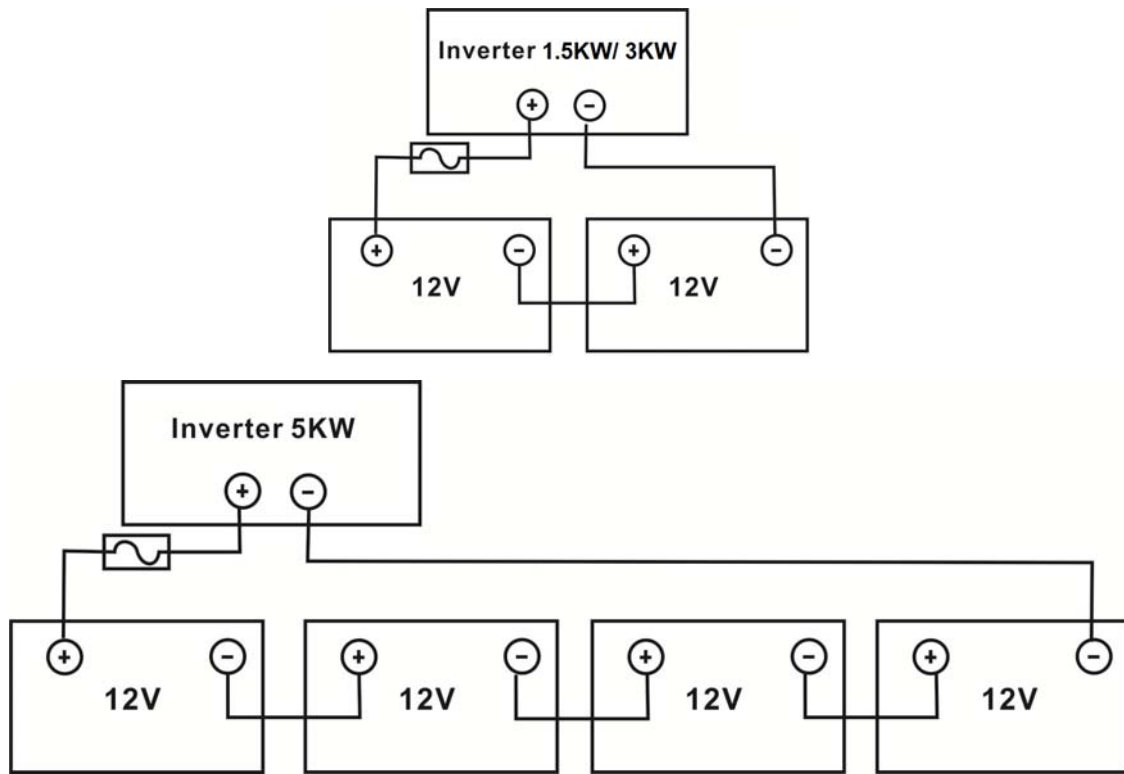 Inverter 1.5KW/ 3KW
+ -
+ - + -
12V 12V
Inverter 5KW
+ -
+ - + - + - + -
12V 12V 12V 12V